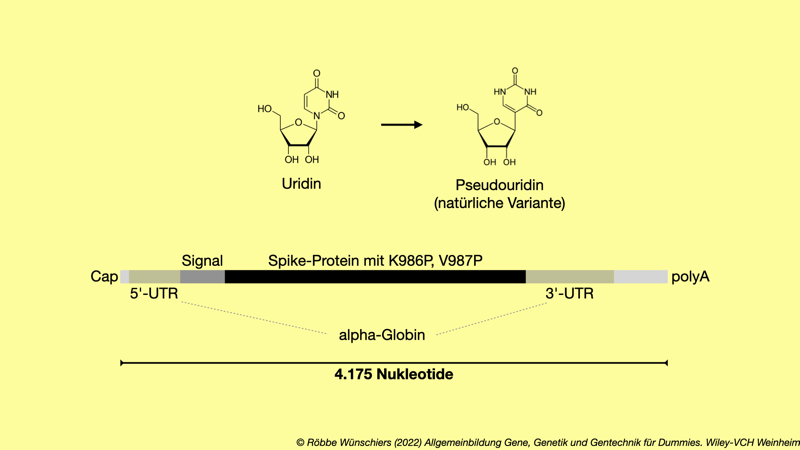 O
O
NH
HN
NH
HO
O
N
O
HO
O
O
OH OH
OH OH
Uridin
Pseudouridin
(natürliche Variante)
Signal
Spike-Protein mit K986P, V987P
Cap
polyA
5'-UTR
3'-UTR
alpha-Globin
4.175 Nukleotide
© Röbbe Wünschiers (2022) Allgemeinbildung Gene, Genetik und Gentechnik für Dummies. Wiley-VCH Weinheim